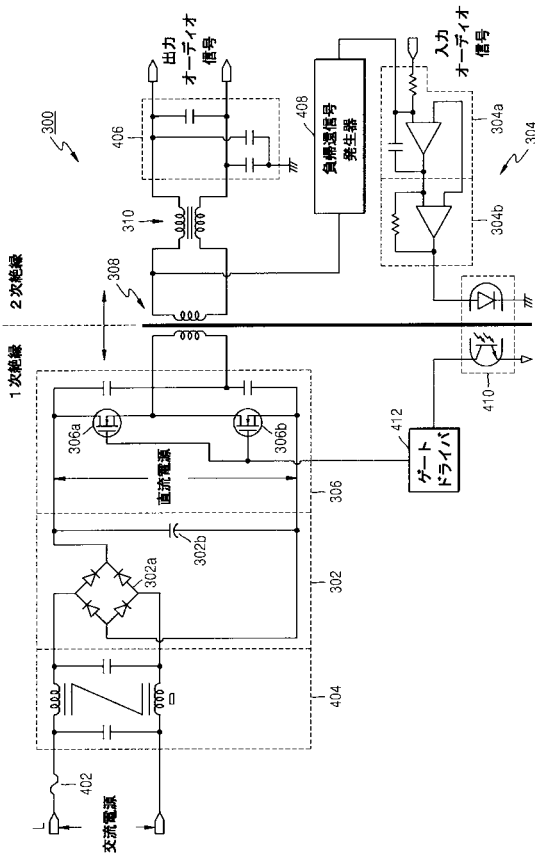 300
1次絶縁
2次絶縁
308
310
406
出力
オーディオ
信号
408
負帰還信号
発生器
入力
オーディオ
信号
304a
304b
304
410
412
ゲート
ドライバ
306a
306b
306
直流電源
302a
302b
302
404
402
L
交流電源